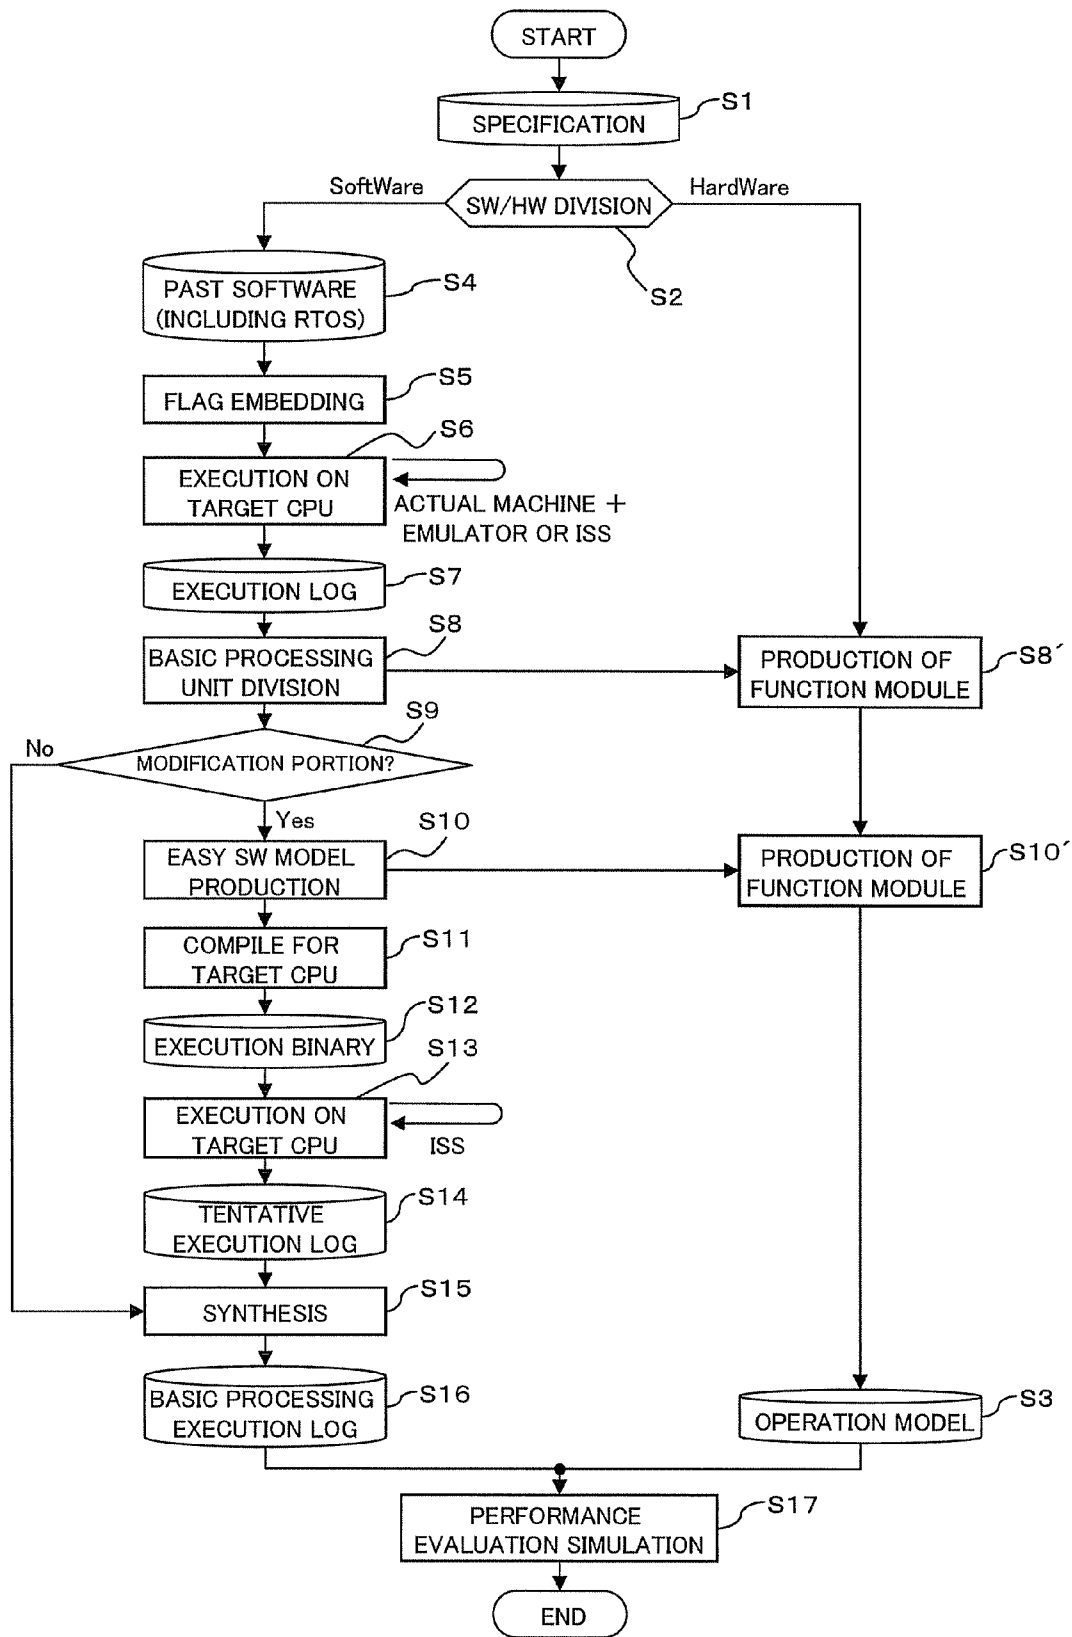 START
SPECIFICATION
S1
SoftWare
HardWare
SW/HW DIVISION
S2
PAST SOFTWARE
(INCLUDING RTOS)
S4
FLAG EMBEDDING
S5
S6
EXECUTION ON
TARGET CPU
ACTUAL MACHINE +
EMULATOR OR ISS
EXECUTION LOG
S7
BASIC PROCESSING
UNIT DIVISION
S8
PRODUCTION OF
FUNCTION MODULE
S8´
S9
No
MODIFICATION PORTION?
Yes
EASY SW MODEL
PRODUCTION
S10
PRODUCTION OF
FUNCTION MODULE
S10´
COMPILE FOR
TARGET CPU
S11
EXECUTION BINARY
S12
S13
EXECUTION ON
TARGET CPU
ISS
TENTATIVE
EXECUTION LOG
S14
SYNTHESIS
S15
BASIC PROCESSING
EXECUTION LOG
S16
OPERATION MODEL
S3
PERFORMANCE
EVALUATION SIMULATION
S17
END